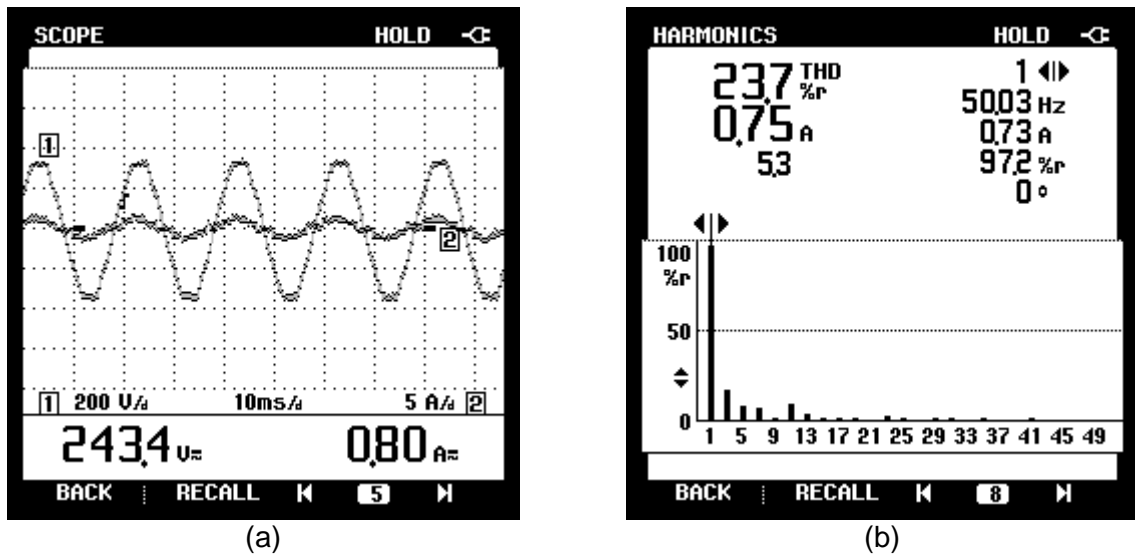 SCOPE HOLD
1
2
1 200 V/d 10ms/d 5 A/d 2
243.4 V≂ 0.80 A≂
BACK RECALL 5
(a)
HARMONICS HOLD
23.7 THD %r 1
0.75 A 50.03 Hz
5.3 0.73 A
97.2 %r
0 °
100
%r
50
0
1 5 9 13 17 21 25 29 33 37 41 45 49
BACK RECALL 8
(b)